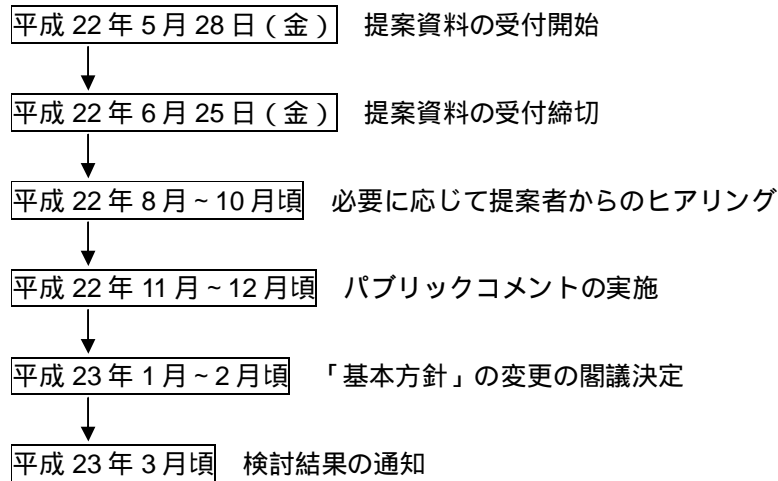 平成 22 年 5 月 28 日（金） 提案資料の受付開始
平成 22 年 6 月 25 日（金） 提案資料の受付締切
平成 22 年 8 月～10 月頃 必要に応じて提案者からのヒアリング
平成 22 年 11 月～12 月頃 パブリックコメントの実施
平成 23 年 1 月～2 月頃 「基本方針」の変更の閣議決定
平成 23 年 3 月頃 検討結果の通知